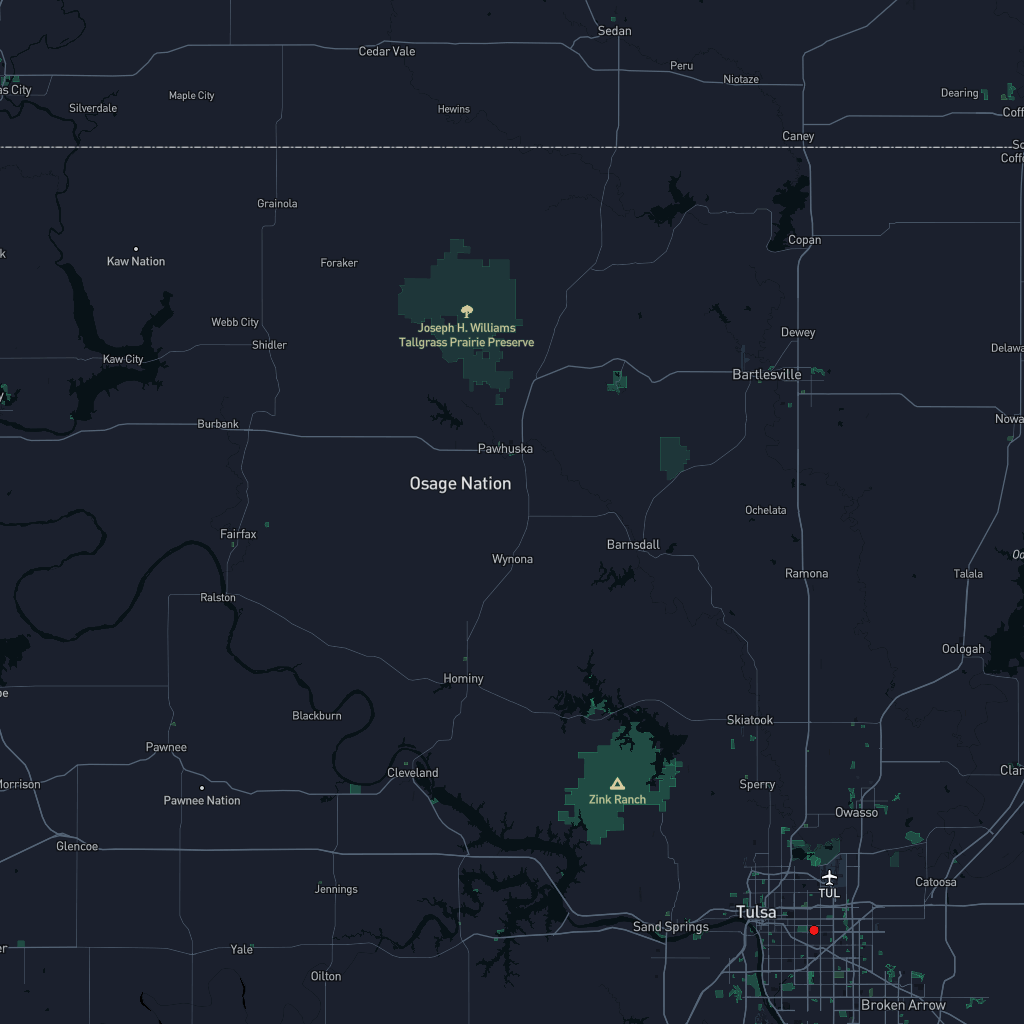 Sedan
Cedar Vale
Peru
Niotaze
as City
Maple City
Silverdale
Hewins
Dearing
Coff
Caney
So
Coffe
Grainola
Copan
Kaw Nation
Foraker
Joseph H. Williams
Tallgrass Prairie Preserve
Webb City
Dewey
Shidler
Delawa
Kaw City
Bartlesville
Burbank
Nowa
Pawhuska
Osage Nation
Ochelata
Fairfax
Barnsdall
Wynona
Ramona
Talala
Ralston
Oologah
Hominy
Blackburn
Skiatook
Pawnee
Cleveland
Clar
Morrison
Sperry
Pawnee Nation
Zink Ranch
Owasso
Glencoe
Jennings
TUL
Catoosa
Tulsa
Sand Springs
Yale
Oilton
Broken Arrow